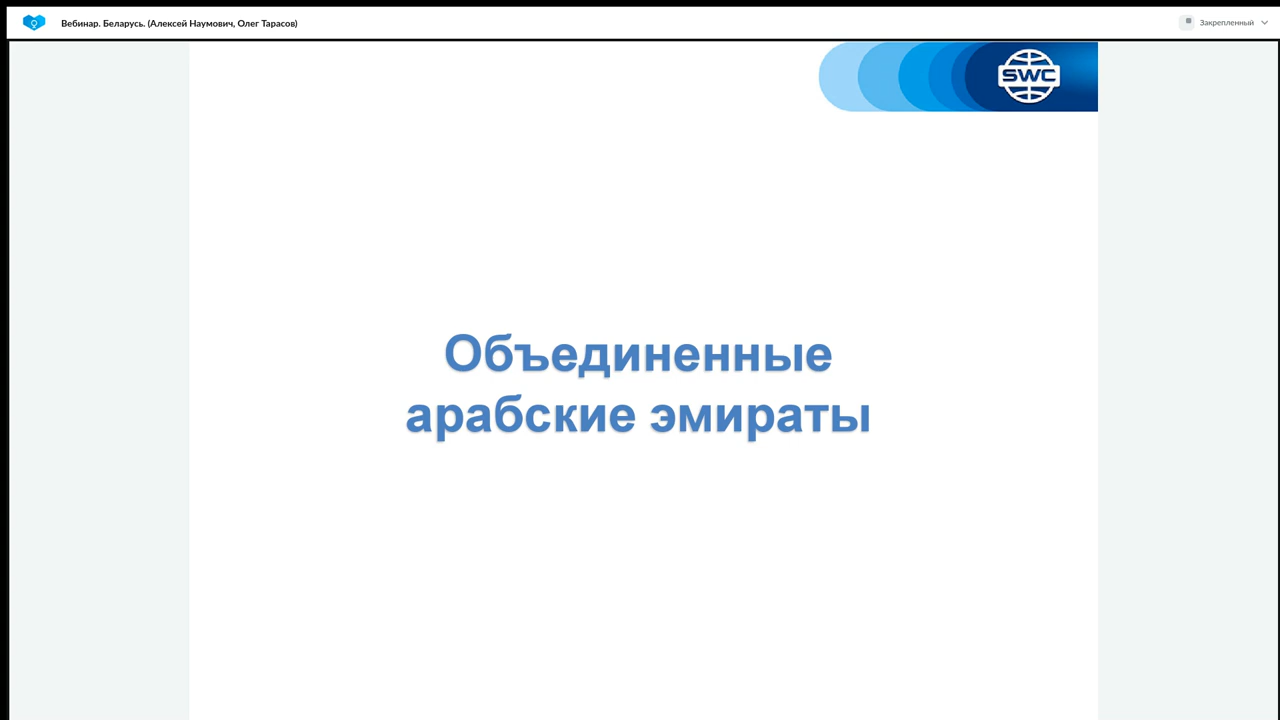 Вебинар. Беларусь. (Алексей Наумович, Олег Тарасов)
Закрепленный
SWC
Объединенные
арабские эмираты